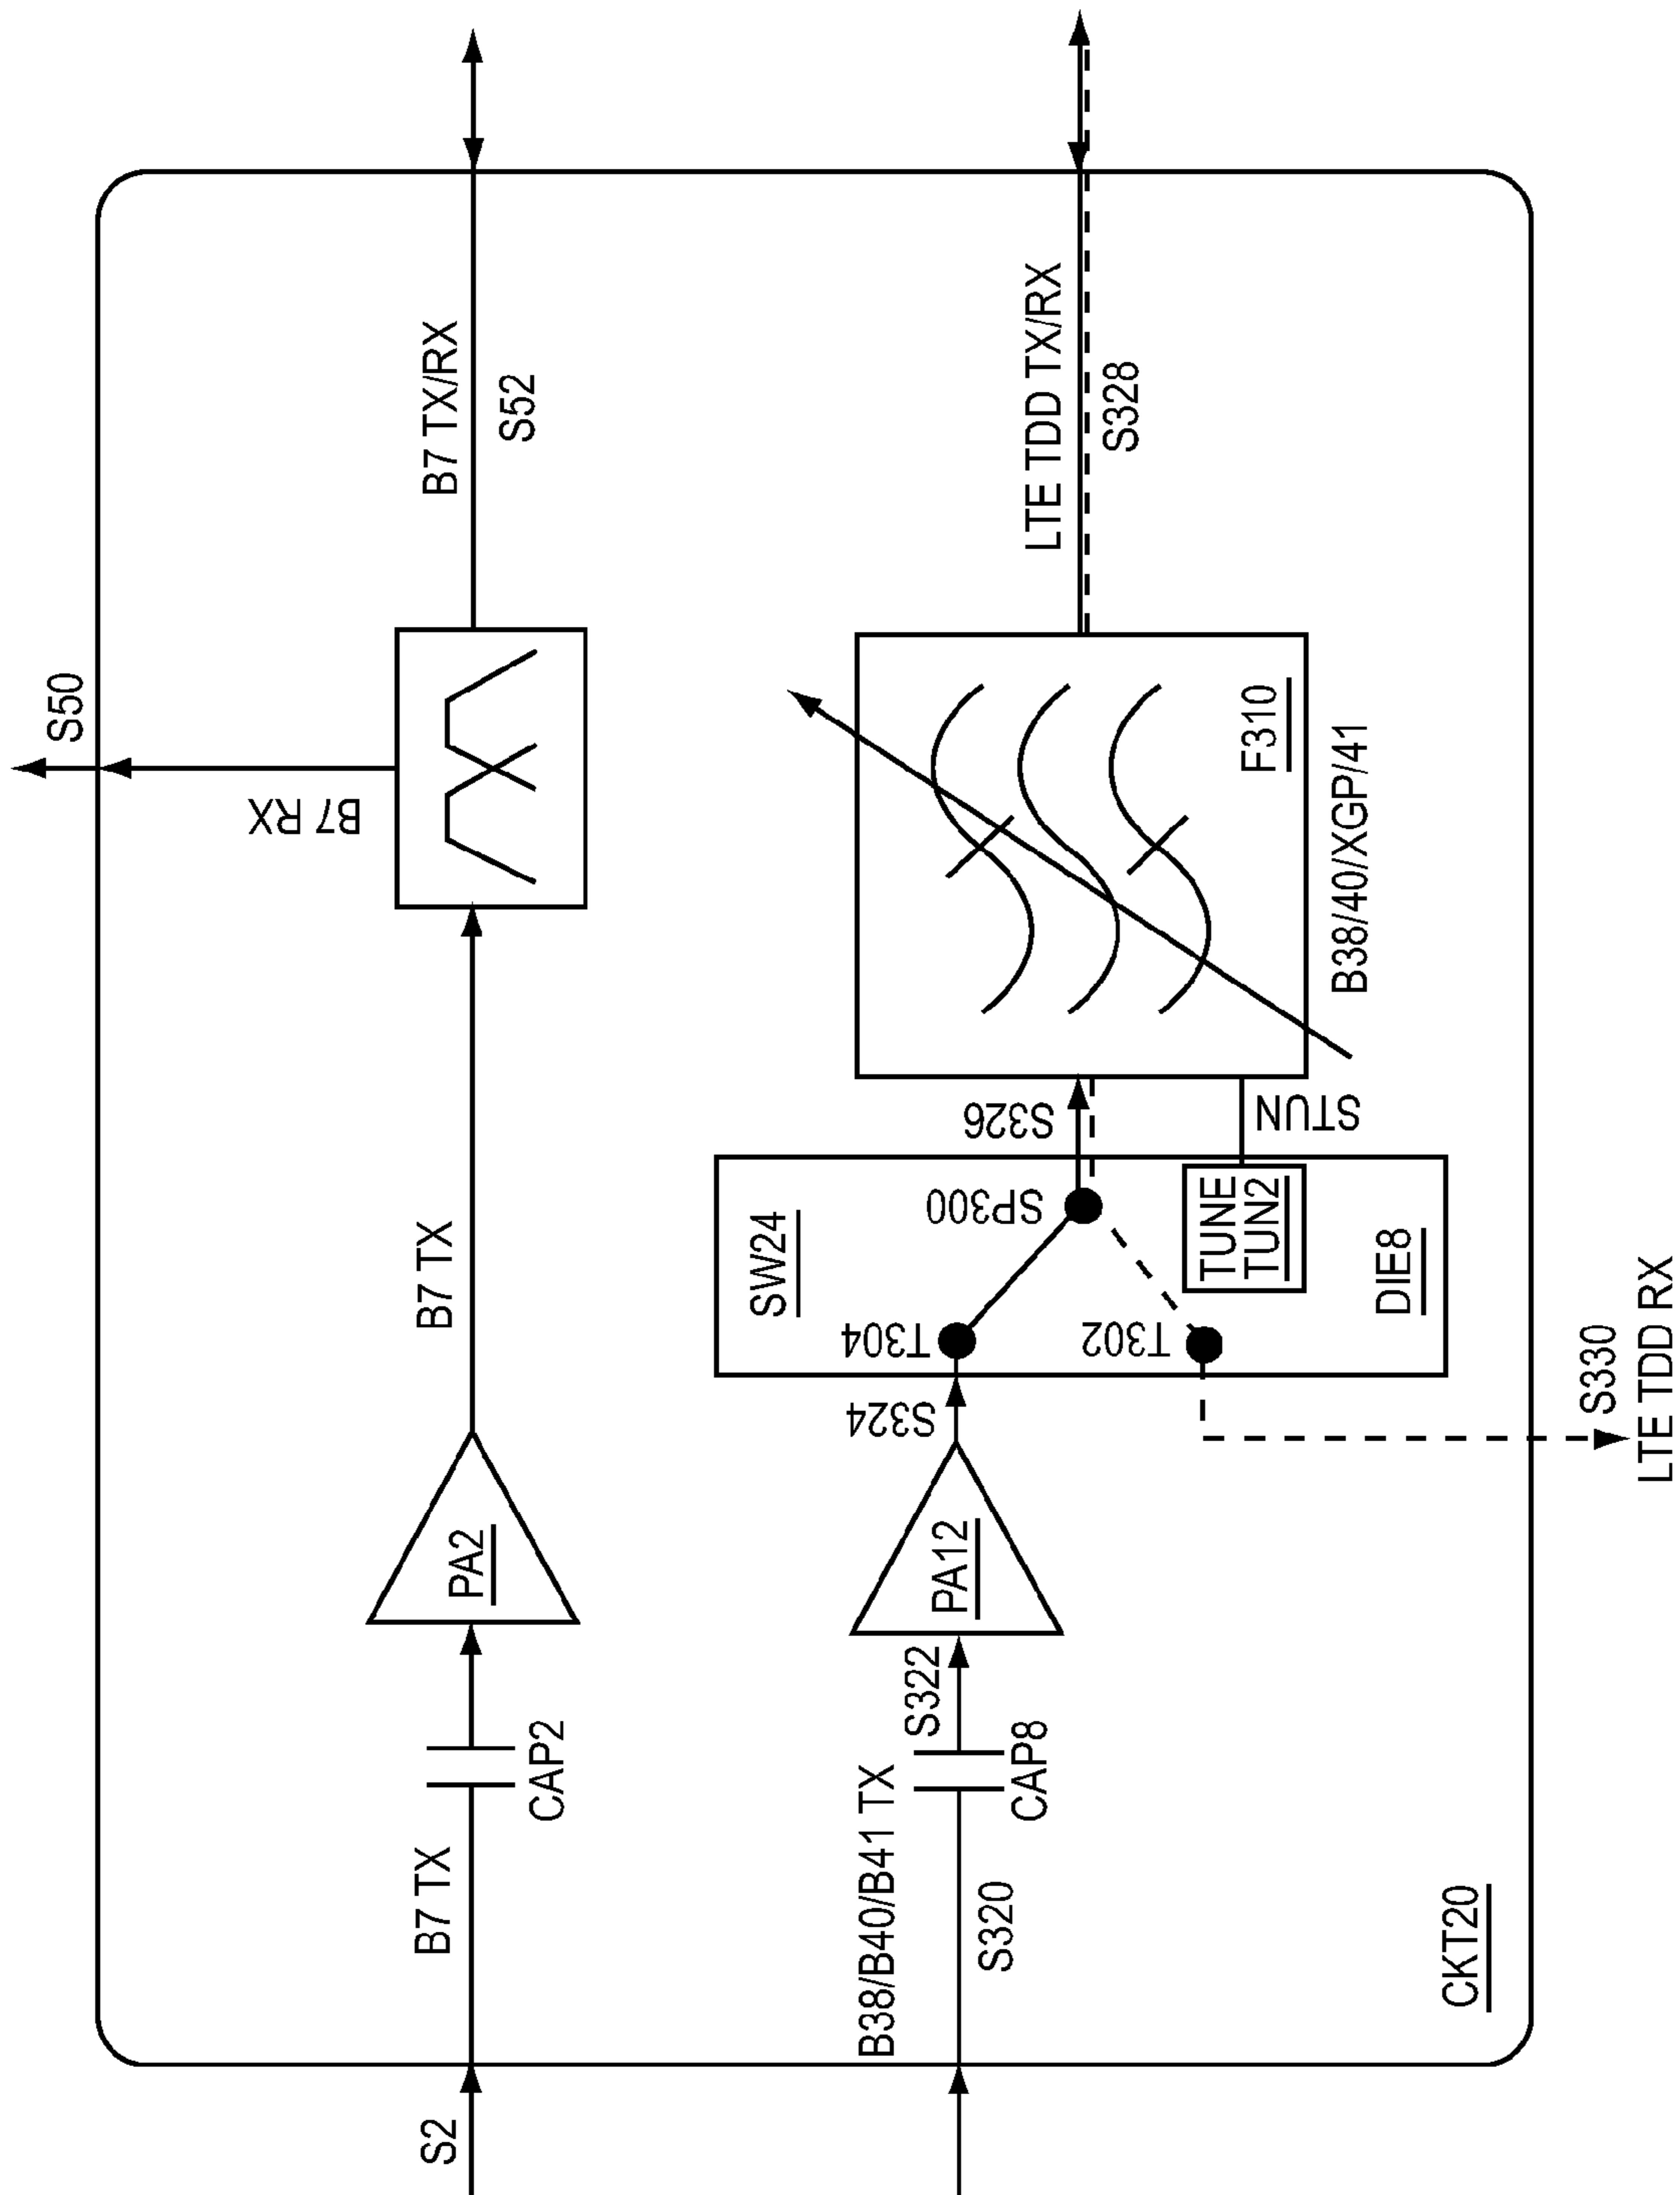 S50
B7 RX
S2
B7 TX
CAP2
PA2
B7 TX
B7 TX/RX
S52
B38/B40/B41 TX
S320
S322
CAP8
PA12
S324
SW24
T304
SP300
T302
TUNE
TUN2
DIE8
S326
STUN
F310
B38/40/XGP/41
LTE TDD TX/RX
S328
CKT20
S330
LTE TDD RX